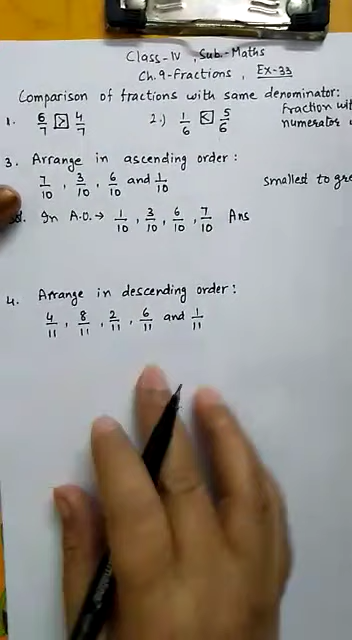 Class-IV, Sub.-Maths
Ch.9-Fractions, Ex-33
Comparison of fractions with same denominator:
1. 6/7 > 4/7 2.) 1/6 < 5/6 fraction
numerator
3. Arrange in ascending order:
7/10, 3/10, 6/10 and 1/10 smallest to
In A.O.→ 1/10, 3/10, 6/10, 7/10 Ans
4. Arrange in descending order:
4/11, 8/11, 2/11, 6/11 and 1/11